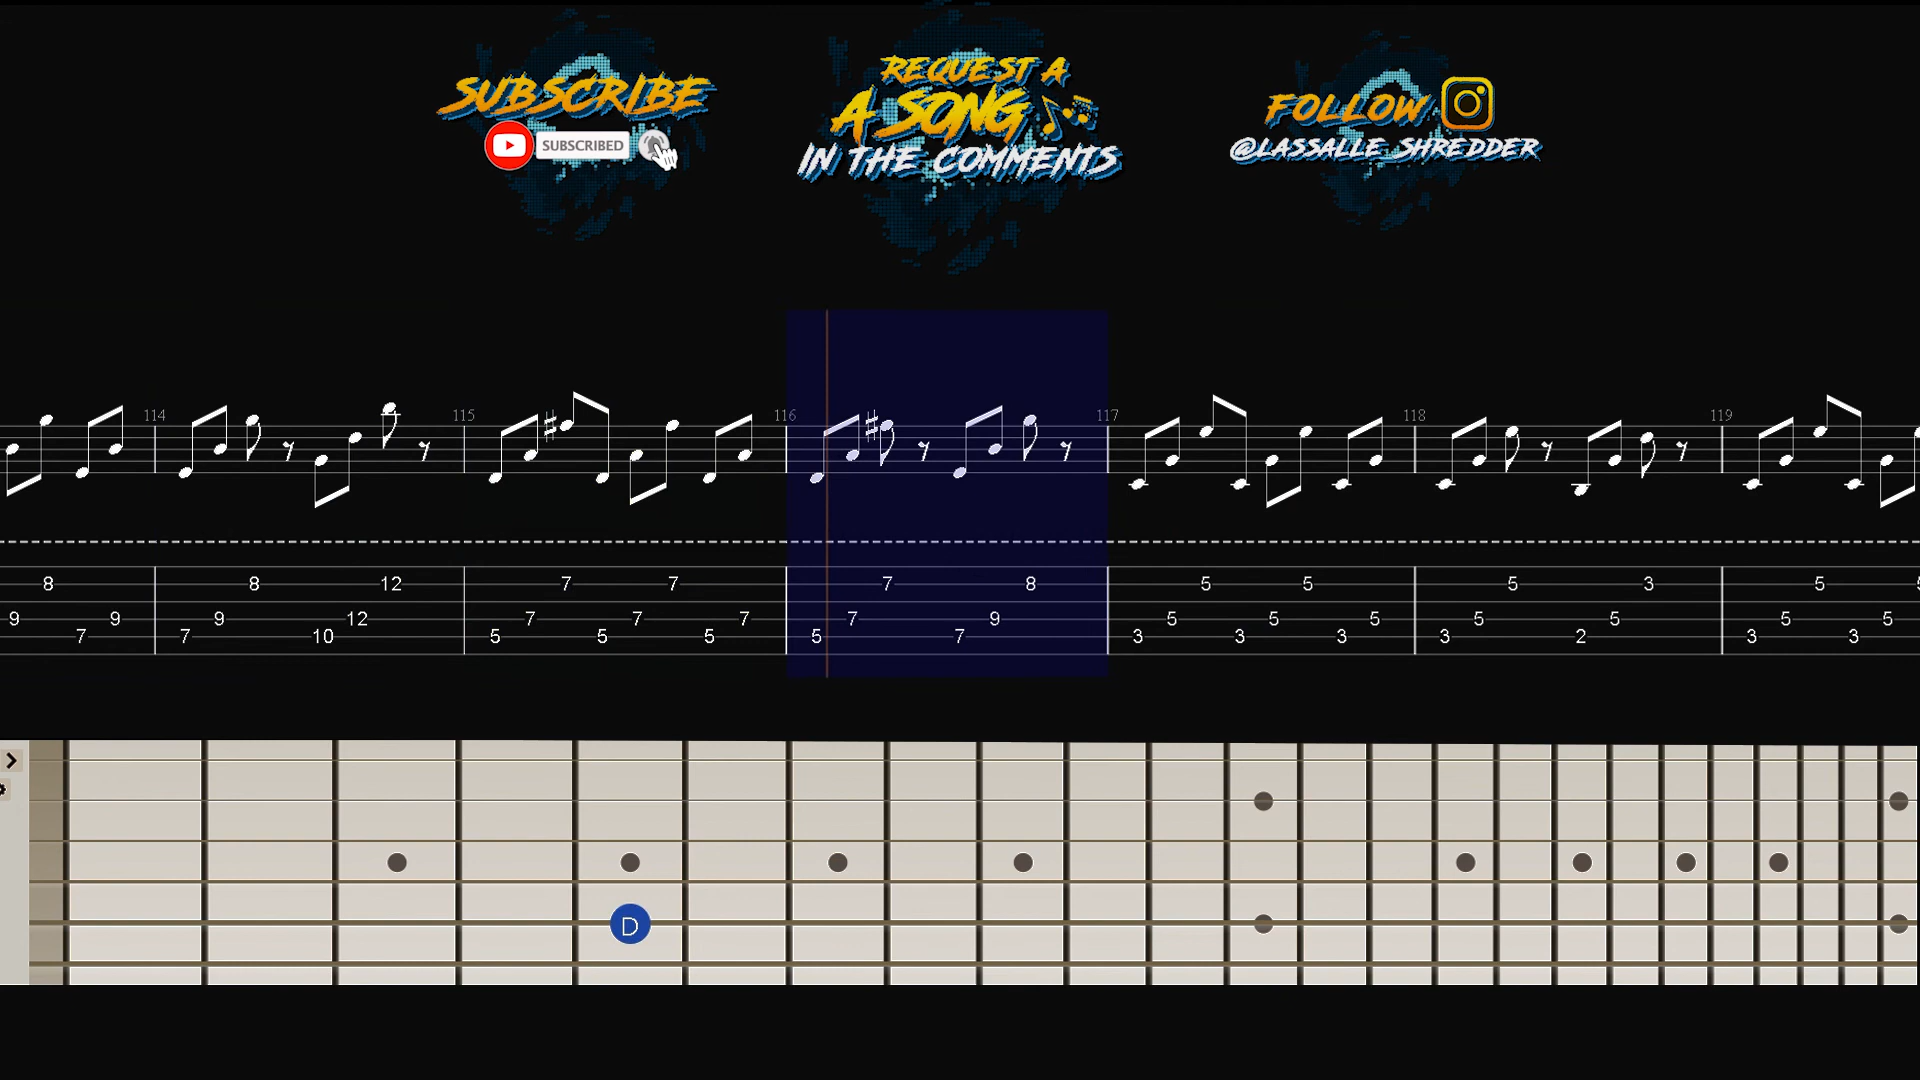 SUBSCRIBE
SUBSCRIBED
REQUEST A
A SONG
IN THE COMMENTS
FOLLOW
@LASSALLE_SHREDDER
114 115 116 117 118 119
8 8 12 7 7 7 8 5 5 5 3 5 5
9 9 9 12 7 7 7 7 9 5 5 5 5 5 5 5
7 7 10 5 5 5 5 7 3 3 3 3 2 3 3
D